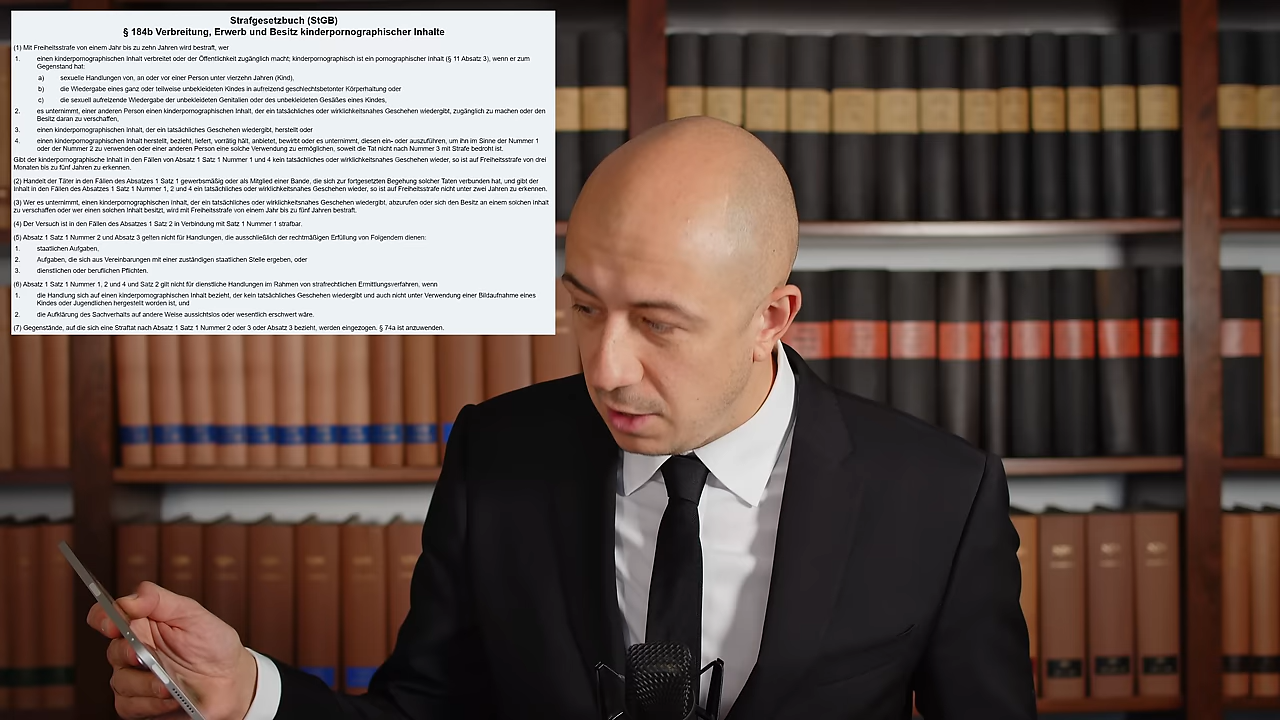 Strafgesetzbuch (StGB)
§ 184b Verbreitung, Erwerb und Besitz kinderpornographischer Inhalte
(1) Mit Freiheitsstrafe von einem Jahr bis zu zehn Jahren wird bestraft, wer
1. einen kinderpornographischen Inhalt verbreitet oder der Öffentlichkeit zugänglich macht; kinderpornographisch ist ein pornographischer Inhalt (§ 11 Absatz 3), wenn er zum
Gegenstand hat:
a) sexuelle Handlungen von, an oder vor einer Person unter vierzehn Jahren (Kind),
b) die Wiedergabe eines ganz oder teilweise unbekleideten Kindes in aufreizend geschlechtsbetonter Körperhaltung oder
c) die sexuell aufreizende Wiedergabe der unbekleideten Genitalien oder des unbekleideten Gesäßes eines Kindes,
2. es unternimmt, einer anderen Person einen kinderpornographischen Inhalt, der ein tatsächliches oder wirklichkeitsnahes Geschehen wiedergibt, zugänglich zu machen oder den
Besitz daran zu verschaffen,
3. einen kinderpornographischen Inhalt, der ein tatsächliches Geschehen wiedergibt, herstellt oder
4. einen kinderpornographischen Inhalt herstellt, bezieht, liefert, vorrätig hält, anbietet, bewirbt oder es unternimmt, diesen ein- oder auszuführen, um ihn im Sinne der Nummer 1
oder der Nummer 2 zu verwenden oder einer anderen Person eine solche Verwendung zu ermöglichen, soweit die Tat nicht nach Nummer 3 mit Strafe bedroht ist.
Gibt der kinderpornographische Inhalt in den Fällen von Absatz 1 Satz 1 Nummer 1 und 4 kein tatsächliches oder wirklichkeitsnahes Geschehen wieder, so ist auf Freiheitsstrafe von drei
Monaten bis zu fünf Jahren zu erkennen.
(2) Handelt der Täter in den Fällen des Absatzes 1 Satz 1 gewerbsmäßig oder als Mitglied einer Bande, die sich zur fortgesetzten Begehung solcher Taten verbunden hat, und gibt der
Inhalt in den Fällen des Absatzes 1 Satz 1 Nummer 1, 2 und 4 ein tatsächliches oder wirklichkeitsnahes Geschehen wieder, so ist auf Freiheitsstrafe nicht unter zwei Jahren zu erkennen.
(3) Wer es unternimmt, einen kinderpornographischen Inhalt, der ein tatsächliches oder wirklichkeitsnahes Geschehen wiedergibt, abzurufen oder sich den Besitz an einem solchen Inhalt
zu verschaffen oder wer einen solchen Inhalt besitzt, wird mit Freiheitsstrafe von einem Jahr bis zu fünf Jahren bestraft.
(4) Der Versuch ist in den Fällen des Absatzes 1 Satz 2 in Verbindung mit Satz 1 Nummer 1 strafbar.
(5) Absatz 1 Satz 1 Nummer 2 und Absatz 3 gelten nicht für Handlungen, die ausschließlich der rechtmäßigen Erfüllung von Folgendem dienen:
1. staatlichen Aufgaben,
2. Aufgaben, die sich aus Vereinbarungen mit einer zuständigen staatlichen Stelle ergeben, oder
3. dienstlichen oder beruflichen Pflichten.
(6) Absatz 1 Satz 1 Nummer 1, 2 und 4 und Satz 2 gilt nicht für dienstliche Handlungen im Rahmen von strafrechtlichen Ermittlungsverfahren, wenn
1. die Handlung sich auf einen kinderpornographischen Inhalt bezieht, der kein tatsächliches Geschehen wiedergibt und auch nicht unter Verwendung einer Bildaufnahme eines
Kindes oder Jugendlichen hergestellt worden ist, und
2. die Aufklärung des Sachverhalts auf andere Weise aussichtslos oder wesentlich erschwert wäre.
(7) Gegenstände, auf die sich eine Straftat nach Absatz 1 Satz 1 Nummer 2 oder 3 oder Absatz 3 bezieht, werden eingezogen. § 74a ist anzuwenden.